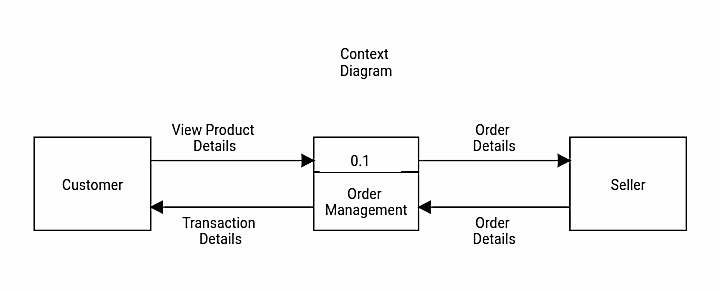 Context
Diagram
View Product
Details
Order
Details
Customer
0.1
Order
Management
Seller
Transaction
Details
Order
Details